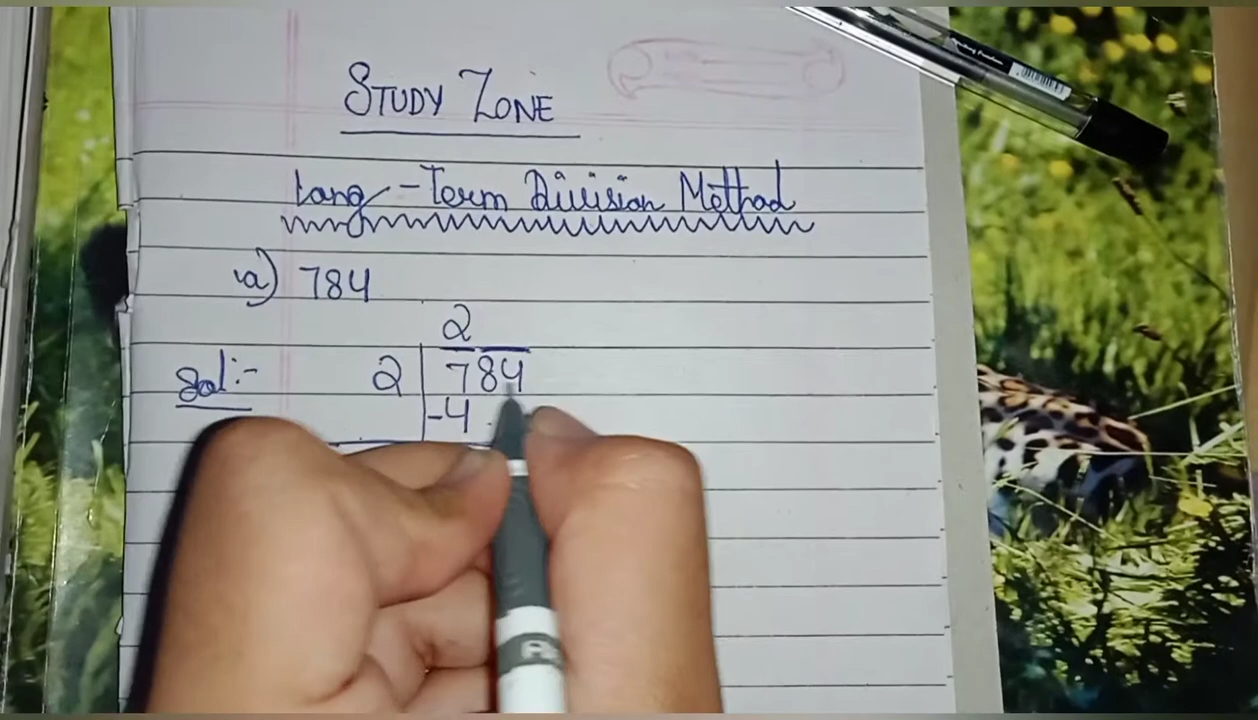 STUDY ZONE
Long-Term Division Method
a) 784
2
Sol:- 2 784
-4